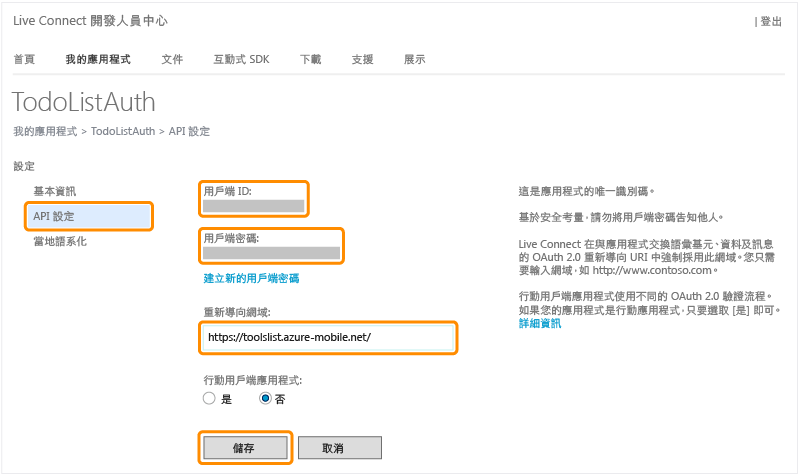 Live Connect 開發人員中心
| 登出
首頁 我的應用程式 文件 互動式 SDK 下載 支援 展示
TodoListAuth
我的應用程式 > TodoListAuth > API 設定
設定
基本資訊
API 設定
當地語系化
用戶端 ID:
用戶端密碼:
建立新的用戶端密碼
重新導向網域:
https://toolslist.azure-mobile.net/
行動用戶端應用程式:
是 否
儲存 取消
這是應用程式的唯一識別碼。
基於安全考量，請勿將用戶端密碼告知他人。
Live Connect 在與應用程式交換語彙基元、資料及訊息
的 OAuth 2.0 重新導向 URI 中強制採用此網域。您只需
要輸入網域，如 http://www.contoso.com。
行動用戶端應用程式使用不同的 OAuth 2.0 驗證流程。
如果您的應用程式是行動應用程式，只要選取 [是] 即可。
詳細資訊